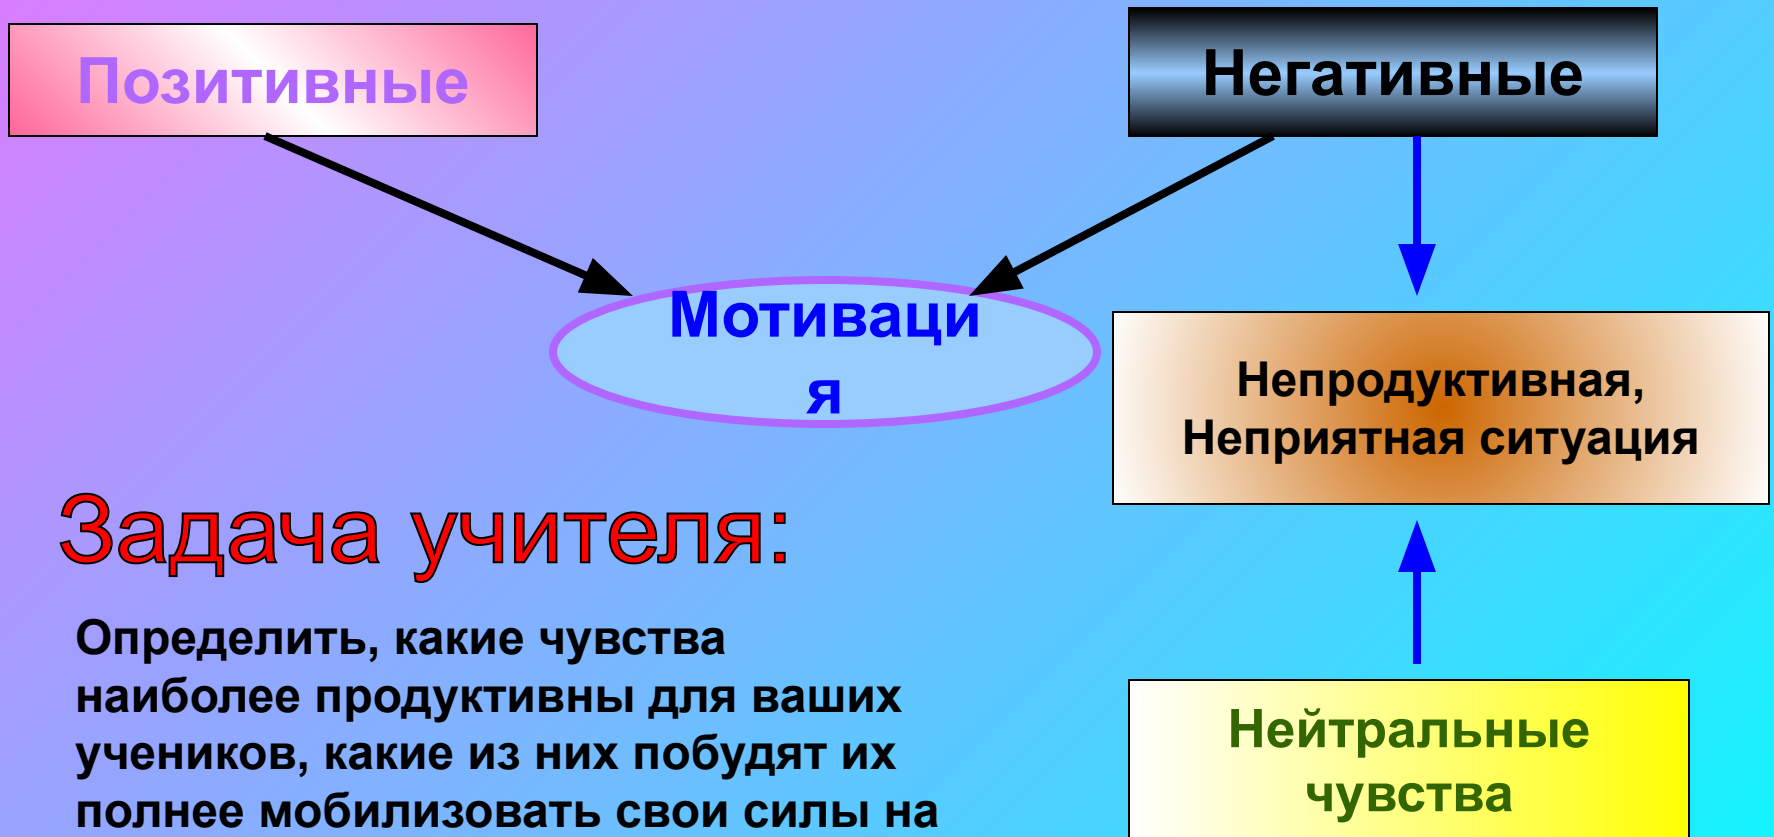 Позитивные
Негативные
Мотиваци
я
Непродуктивная,
Неприятная ситуация
Задача учителя:
Определить, какие чувства
наиболее продуктивны для ваших
учеников, какие из них побудят их
полнее мобилизовать свои силы на
Нейтральные
чувства